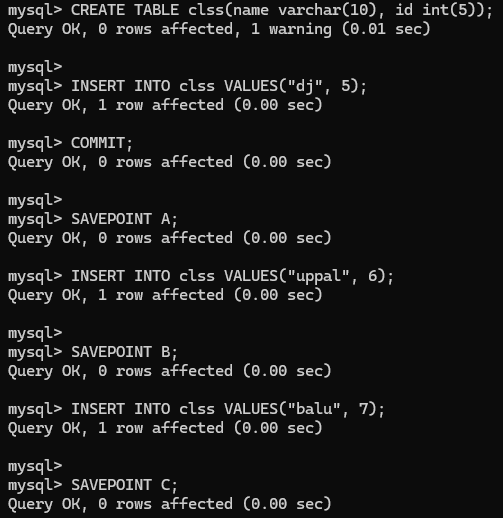 mysql> CREATE TABLE clss(name varchar(10), id int(5));
Query OK, 0 rows affected, 1 warning (0.01 sec)
mysql>
mysql> INSERT INTO clss VALUES("dj", 5);
Query OK, 1 row affected (0.00 sec)
mysql> COMMIT;
Query OK, 0 rows affected (0.00 sec)
mysql>
mysql> SAVEPOINT A;
Query OK, 0 rows affected (0.00 sec)
mysql> INSERT INTO clss VALUES("uppal", 6);
Query OK, 1 row affected (0.00 sec)
mysql>
mysql> SAVEPOINT B;
Query OK, 0 rows affected (0.00 sec)
mysql> INSERT INTO clss VALUES("balu", 7);
Query OK, 1 row affected (0.00 sec)
mysql>
mysql> SAVEPOINT C;
Query OK, 0 rows affected (0.00 sec)